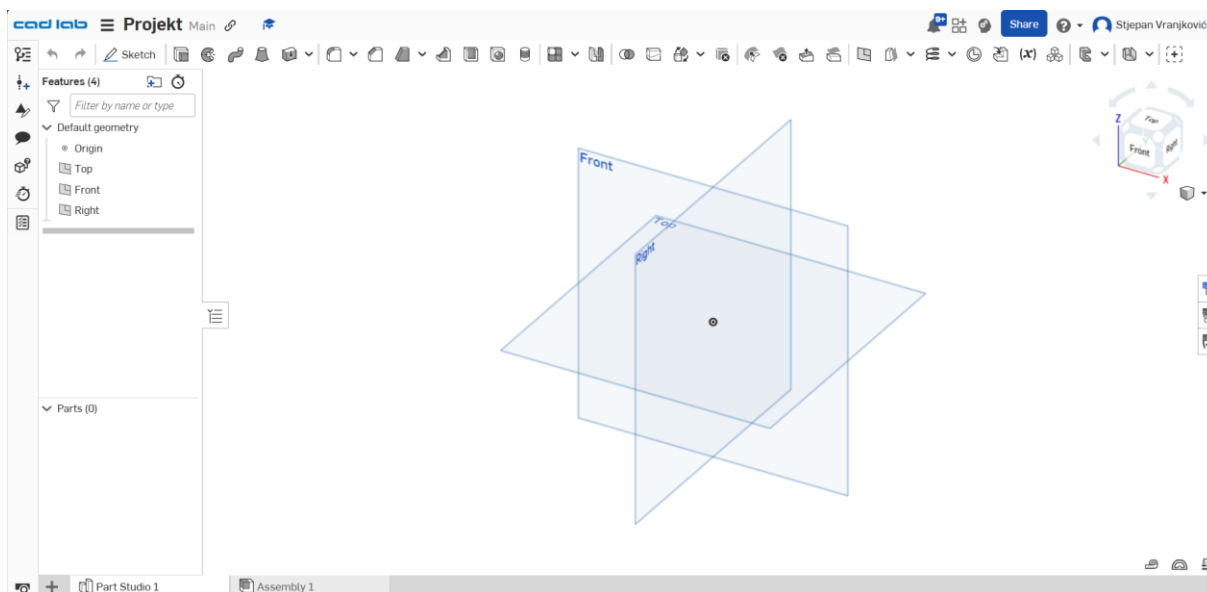 cad lab Projekt Main 9+ Share Stjepan Vranjković
Sketch (x)
Features (4)
Filter by name or type
Default geometry
Origin
Top
Front
Right
Parts (0)
Front
Top
Right
Z Top
Front Right
X
Part Studio 1 Assembly 1